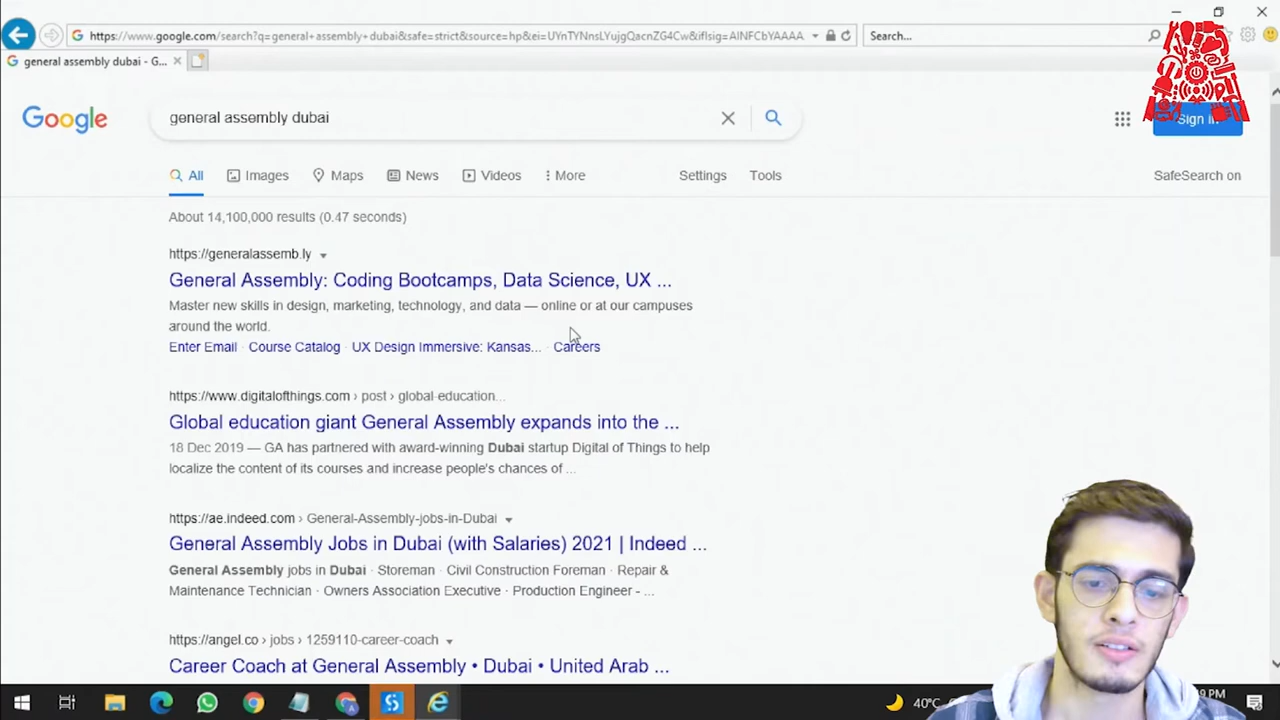 https://www.google.com/search?q=general+assembly+dubai&safe=strict&source=hp&ei=UYnTYNnsLYujgQacnZG4Cw&iflsig=AINFCbYAAAA
Search...
general assembly dubai - G...
Google
general assembly dubai
Sign in
All
Images
Maps
News
Videos
More
Settings
Tools
SafeSearch on
About 14,100,000 results (0.47 seconds)
https://generalassemb.ly
General Assembly: Coding Bootcamps, Data Science, UX ...
Master new skills in design, marketing, technology, and data — online or at our campuses
around the world.
Enter Email · Course Catalog · UX Design Immersive: Kansas... · Careers
https://www.digitalofthings.com › post › global-education...
Global education giant General Assembly expands into the ...
18 Dec 2019 — GA has partnered with award-winning Dubai startup Digital of Things to help
localize the content of its courses and increase people's chances of ...
https://ae.indeed.com › General-Assembly-jobs-in-Dubai
General Assembly Jobs in Dubai (with Salaries) 2021 | Indeed ...
General Assembly jobs in Dubai · Storeman · Civil Construction Foreman · Repair &
Maintenance Technician · Owners Association Executive · Production Engineer - ...
https://angel.co › jobs › 1259110-career-coach
Career Coach at General Assembly • Dubai • United Arab ...
40°C
PM